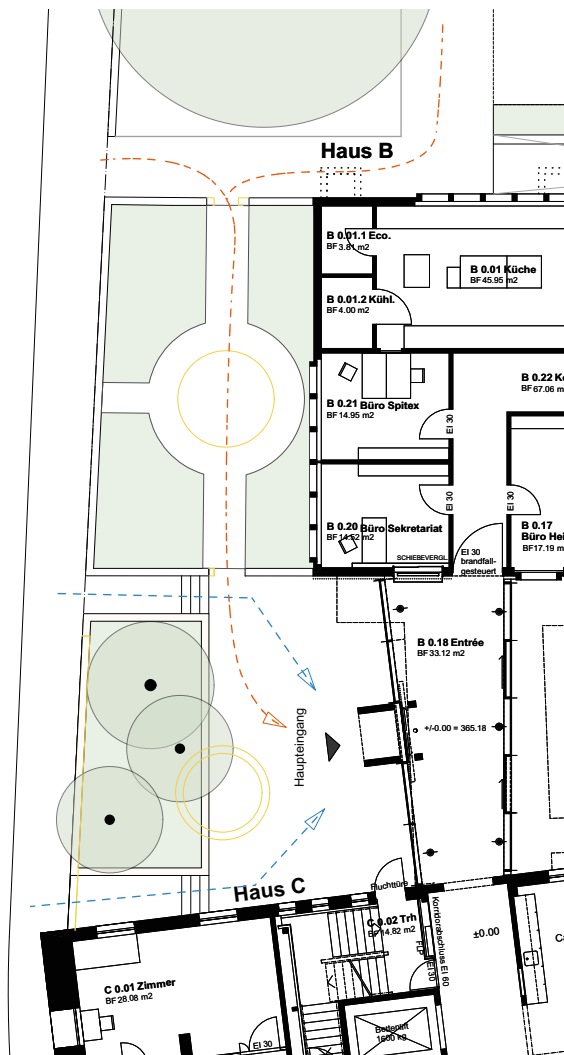 Haus B
B 0.01.1 Eco.
BF 3.81 m2
B 0.01 Küche
BF 45.95 m2
B 0.01.2 Kühl.
BF 4.00 m2
B 0.22 K
BF 67.06 m
B 0.21 Büro Spitex
BF 14.95 m2
EI 30
B 0.20 Büro Sekretariat
BF 14.52 m2
EI 30
EI 30
B 0.17
Büro Hei
BF 17.19 m2
SCHIEBEVERGL.
EI 30
brandfall-
gesteuert
B 0.18 Entrée
BF 33.12 m2
+/-0.00 = 365.18
Haupteingang
Haus C
Fluchttüre
C 0.02 Trh
BF 14.82 m2
Korridorabschluss EI 60
EI 30
±0.00
C 0.01 Zimmer
BF 28.08 m2
EI 30
Bettenlift
1600 kg